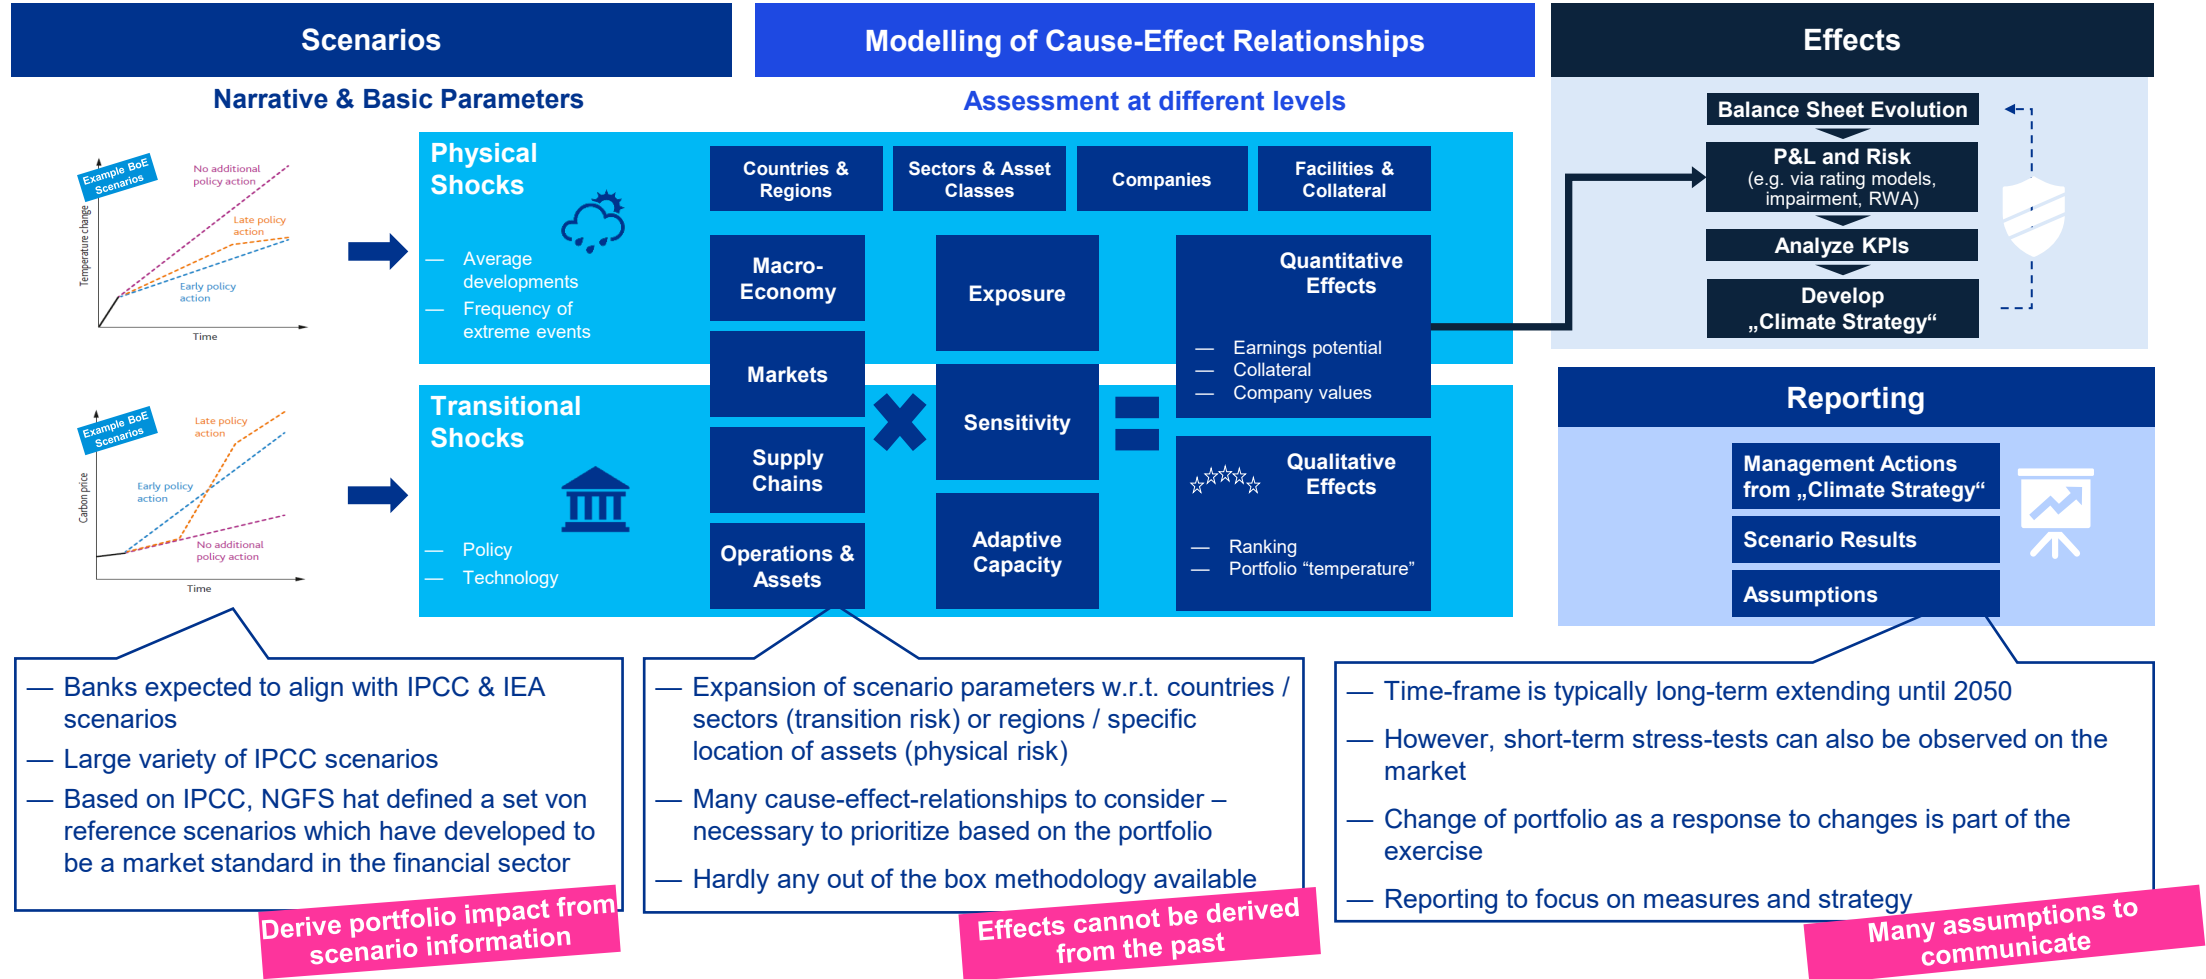 Scenarios
Modelling of Cause-Effect Relationships
Effects
Narrative & Basic Parameters
Assessment at different levels
Example BoE
Scenarios
Temperature change
No additional
policy action
Late policy
action
Early policy
action
Time
Example BoE
Scenarios
Carbon price
Late policy
action
Early policy
action
No additional
policy action
Time
Physical
Shocks
— Average
developments
— Frequency of
extreme events
Transitional
Shocks
— Policy
— Technology
Countries &
Regions
Sectors & Asset
Classes
Companies
Facilities &
Collateral
Macro-
Economy
Markets
Supply
Chains
Operations &
Assets
Exposure
Sensitivity
Adaptive
Capacity
Quantitative
Effects
— Earnings potential
— Collateral
— Company values
Qualitative
Effects
— Ranking
— Portfolio “temperature”
Balance Sheet Evolution
P&L and Risk
(e.g. via rating models,
impairment, RWA)
Analyze KPIs
Develop
„Climate Strategy“
Reporting
Management Actions
from „Climate Strategy“
Scenario Results
Assumptions
— Banks expected to align with IPCC & IEA
scenarios
— Large variety of IPCC scenarios
— Based on IPCC, NGFS hat defined a set von
reference scenarios which have developed to
be a market standard in the financial sector
Derive portfolio impact from
scenario information
— Expansion of scenario parameters w.r.t. countries /
sectors (transition risk) or regions / specific
location of assets (physical risk)
— Many cause-effect-relationships to consider –
necessary to prioritize based on the portfolio
— Hardly any out of the box methodology available
Effects cannot be derived
from the past
— Time-frame is typically long-term extending until 2050
— However, short-term stress-tests can also be observed on the
market
— Change of portfolio as a response to changes is part of the
exercise
— Reporting to focus on measures and strategy
Many assumptions to
communicate